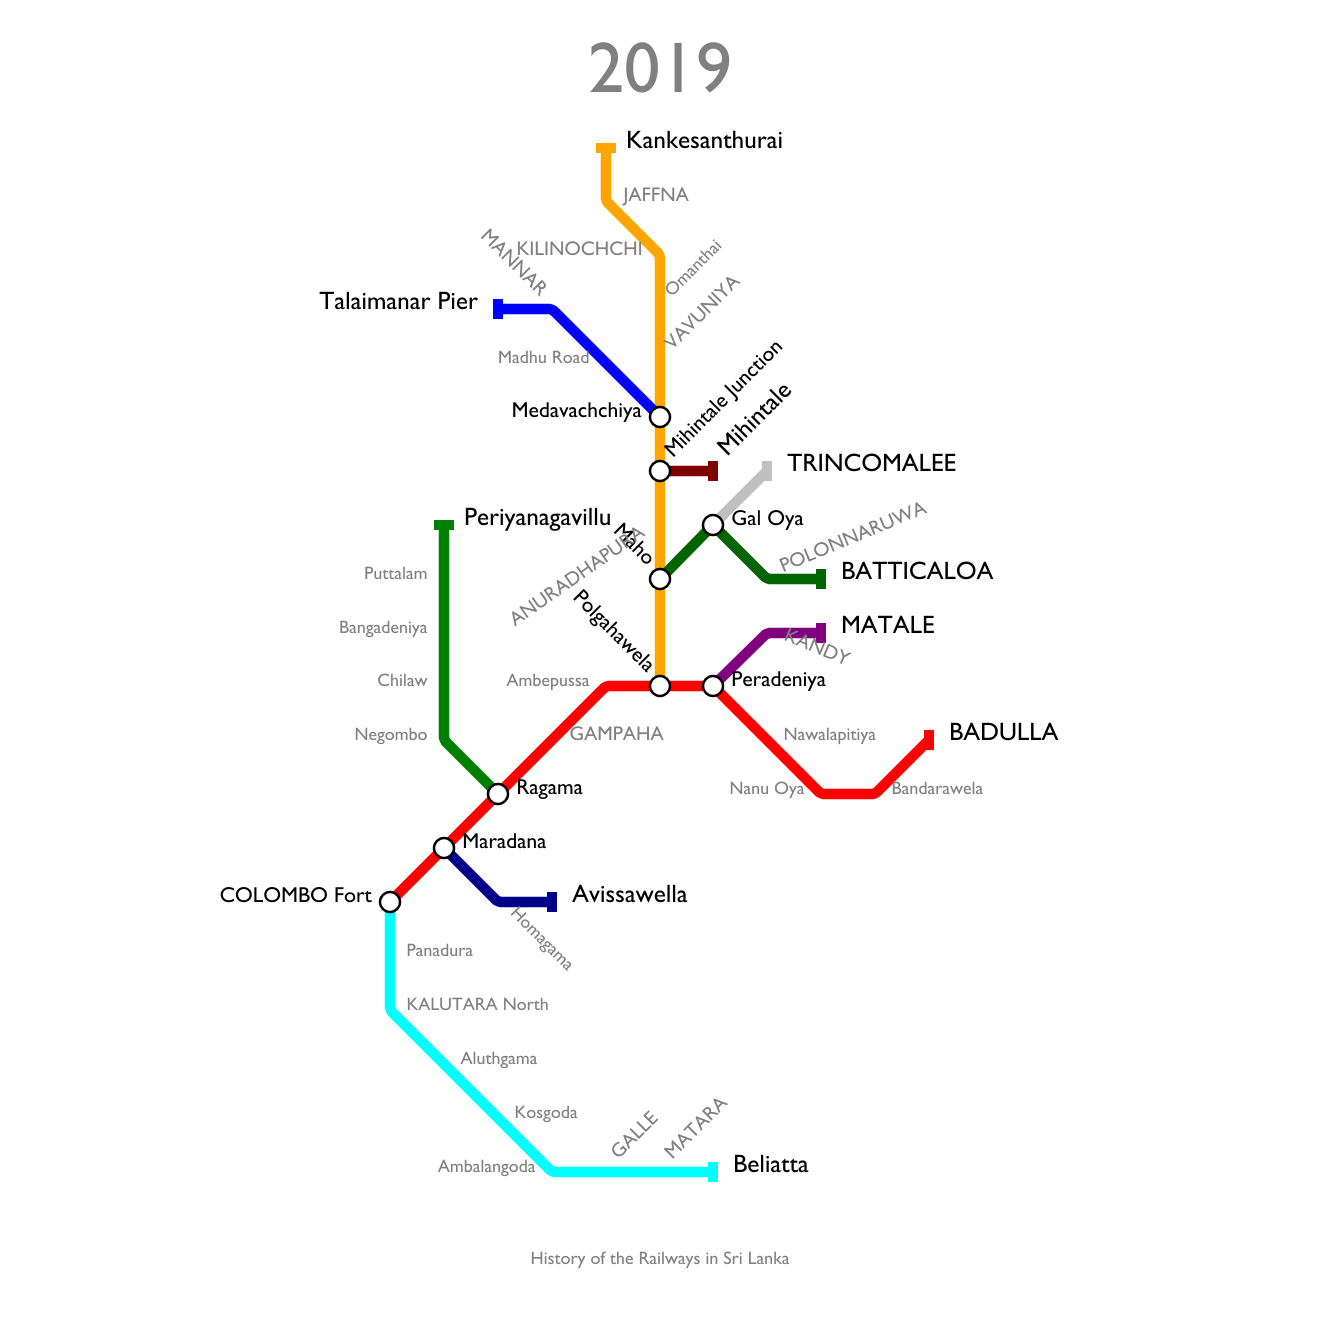 2019
Kankesanthurai
JAFFNA
KILINOCHCHI
MANNAR
Omanthai
VAVUNIYA
Talaimanar Pier
Madhu Road
Medavachchiya
Mihintale Junction
Mihintale
TRINCOMALEE
Periyanagavillu
Gal Oya
Maho
ANURADHAPURA
POLONNARUWA
BATTICALOA
Puttalam
Polgahawela
MATALE
KANDY
Bangadeniya
Chilaw
Ambepussa
Peradeniya
Negombo
GAMPAHA
Nawalapitiya
BADULLA
Ragama
Nanu Oya
Bandarawela
Maradana
COLOMBO Fort
Avissawella
Homagama
Panadura
KALUTARA North
Aluthgama
Kosgoda
GALLE
MATARA
Ambalangoda
Beliatta
History of the Railways in Sri Lanka